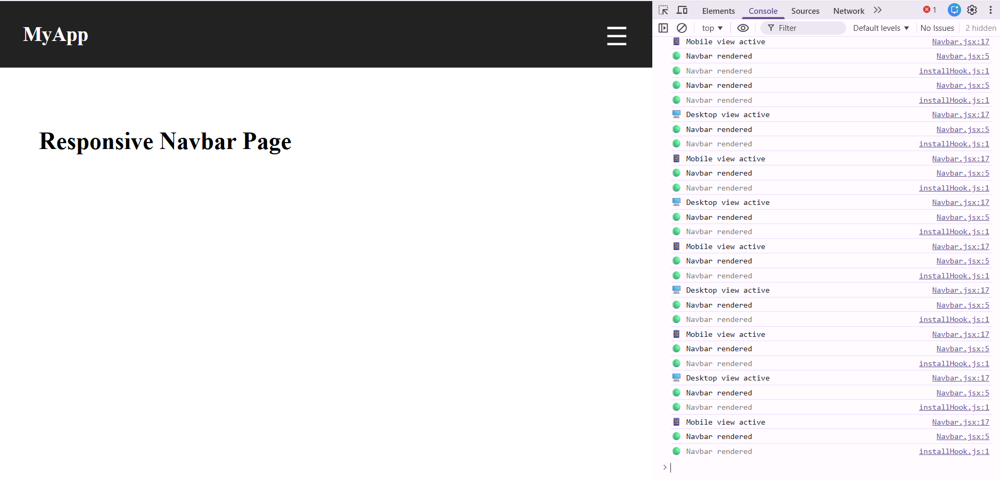 MyApp
Responsive Navbar Page
Elements Console Sources Network 1
top Filter Default levels No Issues 2 hidden
Mobile view active Navbar.jsx:17
Navbar rendered Navbar.jsx:5
Navbar rendered installHook.js:1
Navbar rendered Navbar.jsx:5
Navbar rendered installHook.js:1
Desktop view active Navbar.jsx:17
Navbar rendered Navbar.jsx:5
Navbar rendered installHook.js:1
Mobile view active Navbar.jsx:17
Navbar rendered Navbar.jsx:5
Navbar rendered installHook.js:1
Desktop view active Navbar.jsx:17
Navbar rendered Navbar.jsx:5
Navbar rendered installHook.js:1
Mobile view active Navbar.jsx:17
Navbar rendered Navbar.jsx:5
Navbar rendered installHook.js:1
Desktop view active Navbar.jsx:17
Navbar rendered Navbar.jsx:5
Navbar rendered installHook.js:1
Mobile view active Navbar.jsx:17
Navbar rendered Navbar.jsx:5
Navbar rendered installHook.js:1
Desktop view active Navbar.jsx:17
Navbar rendered Navbar.jsx:5
Navbar rendered installHook.js:1
Mobile view active Navbar.jsx:17
Navbar rendered Navbar.jsx:5
Navbar rendered installHook.js:1